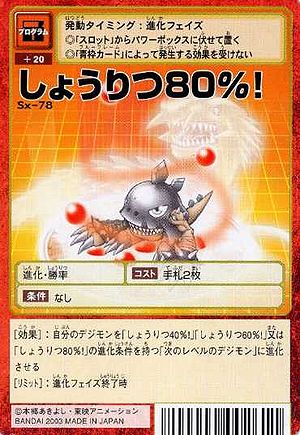 プログラム
+20
発動タイミング：進化フェイズ
◎「スロット」からパワーボックスに伏せて置く
◎「青枠カード」によって発生する効果を受けない
しょうりつ80%!
Sx-78
進化・勝率
コスト 手札2枚
条件 なし
[効果]：自分のデジモンを「しょうりつ40%!」「しょうりつ60%!」又は
「しょうりつ80%!」の進化条件を持つ「次のレベルのデジモン」に進化
させる
[リミット]：進化フェイズ終了時
©本郷あきよし・東映アニメーション
BANDAI 2003 MADE IN JAPAN